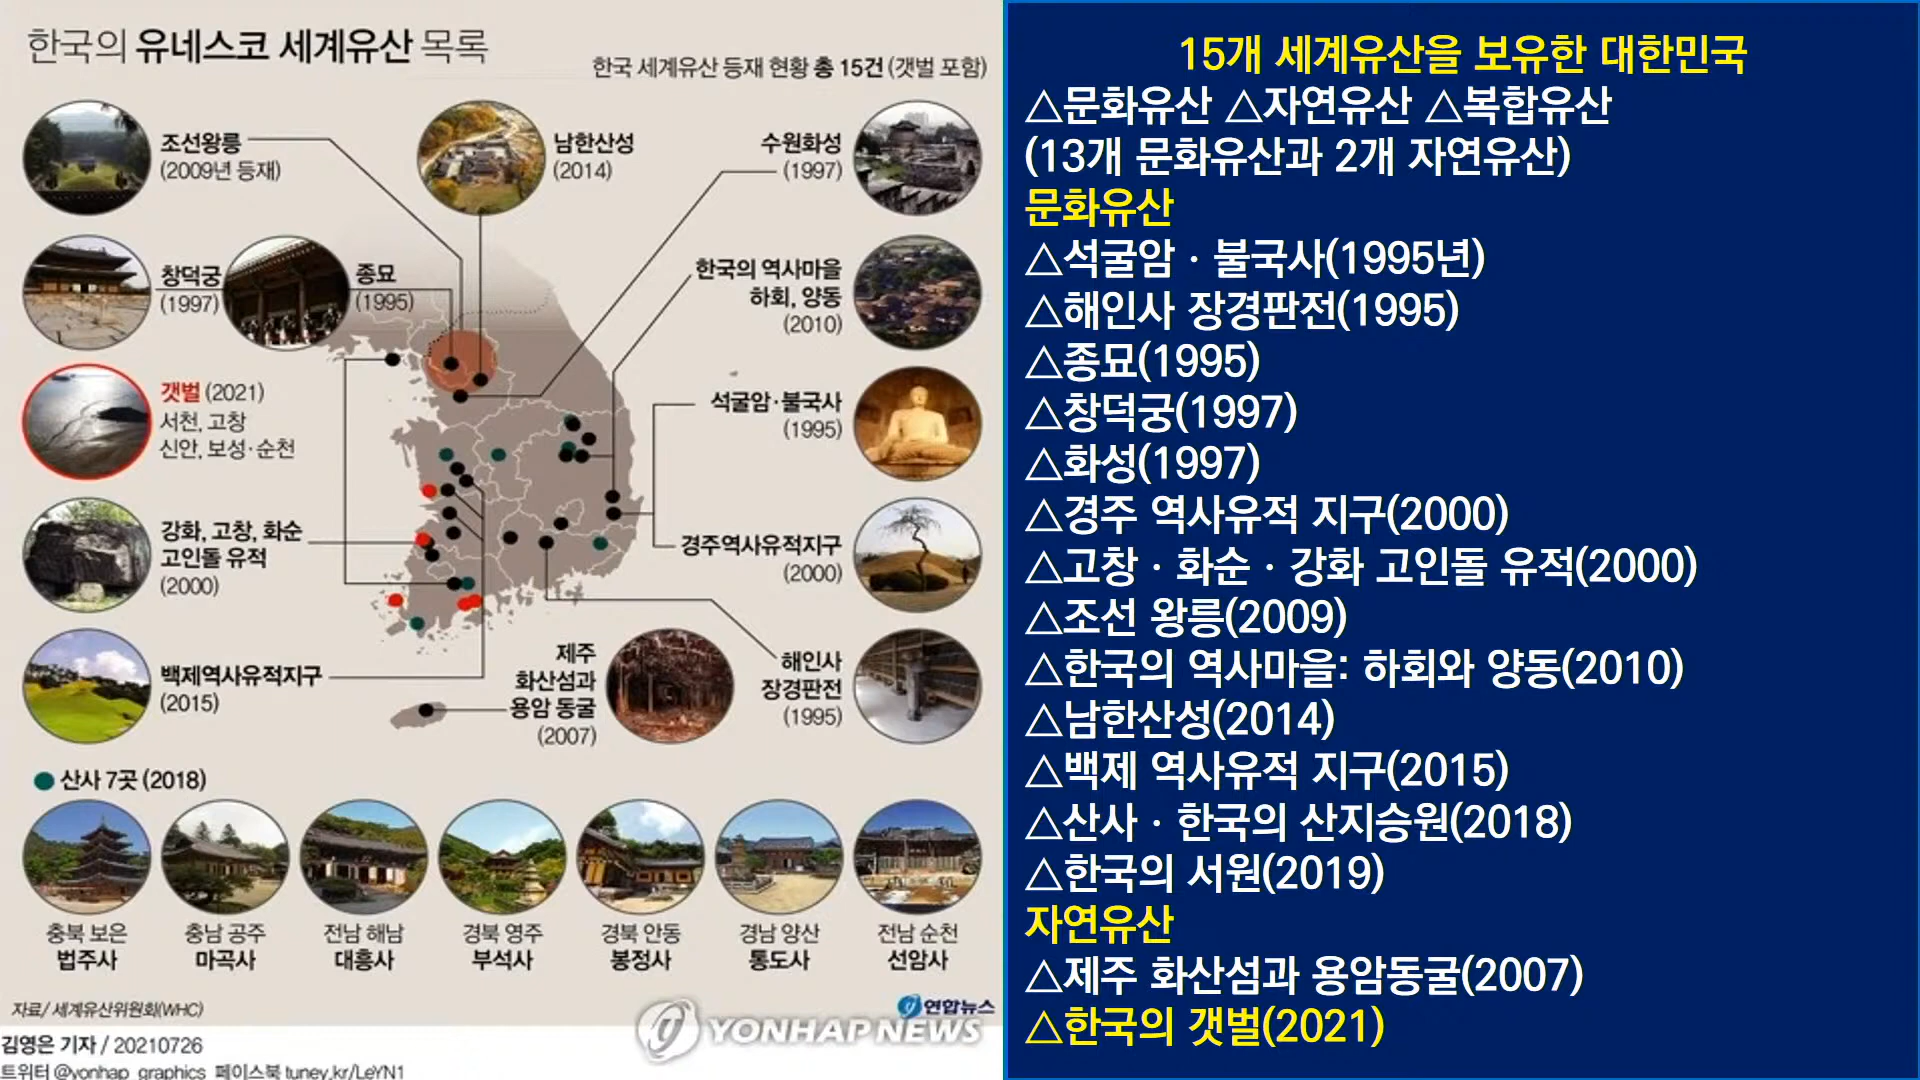 한국의 유네스코 세계유산 목록
한국 세계유산 등재 현황 총 15건 (갯벌 포함)
조선왕릉
(2009년 등재)
남한산성
(2014)
수원화성
(1997)
창덕궁
(1997)
종묘
(1995)
한국의 역사마을
하회, 양동
(2010)
갯벌 (2021)
서천, 고창
신안, 보성·순천
석굴암·불국사
(1995)
강화, 고창, 화순
고인돌 유적
(2000)
경주역사유적지구
(2000)
백제역사유적지구
(2015)
제주
화산섬과
용암 동굴
(2007)
해인사
장경판전
(1995)
산사 7곳 (2018)
충북 보은
법주사
충남 공주
마곡사
전남 해남
대흥사
경북 영주
부석사
경북 안동
봉정사
경남 양산
통도사
전남 순천
선암사
자료/ 세계유산위원회(WHC)
연합뉴스
YONHAP NEWS
김영은 기자 / 20210726
트위터 @yonhap_graphics 페이스북 tuney.kr/LeYN1
15개 세계유산을 보유한 대한민국
△문화유산 △자연유산 △복합유산
(13개 문화유산과 2개 자연유산)
문화유산
△석굴암 · 불국사(1995년)
△해인사 장경판전(1995)
△종묘(1995)
△창덕궁(1997)
△화성(1997)
△경주 역사유적 지구(2000)
△고창 · 화순 · 강화 고인돌 유적(2000)
△조선 왕릉(2009)
△한국의 역사마을: 하회와 양동(2010)
△남한산성(2014)
△백제 역사유적 지구(2015)
△산사 · 한국의 산지승원(2018)
△한국의 서원(2019)
자연유산
△제주 화산섬과 용암동굴(2007)
△한국의 갯벌(2021)